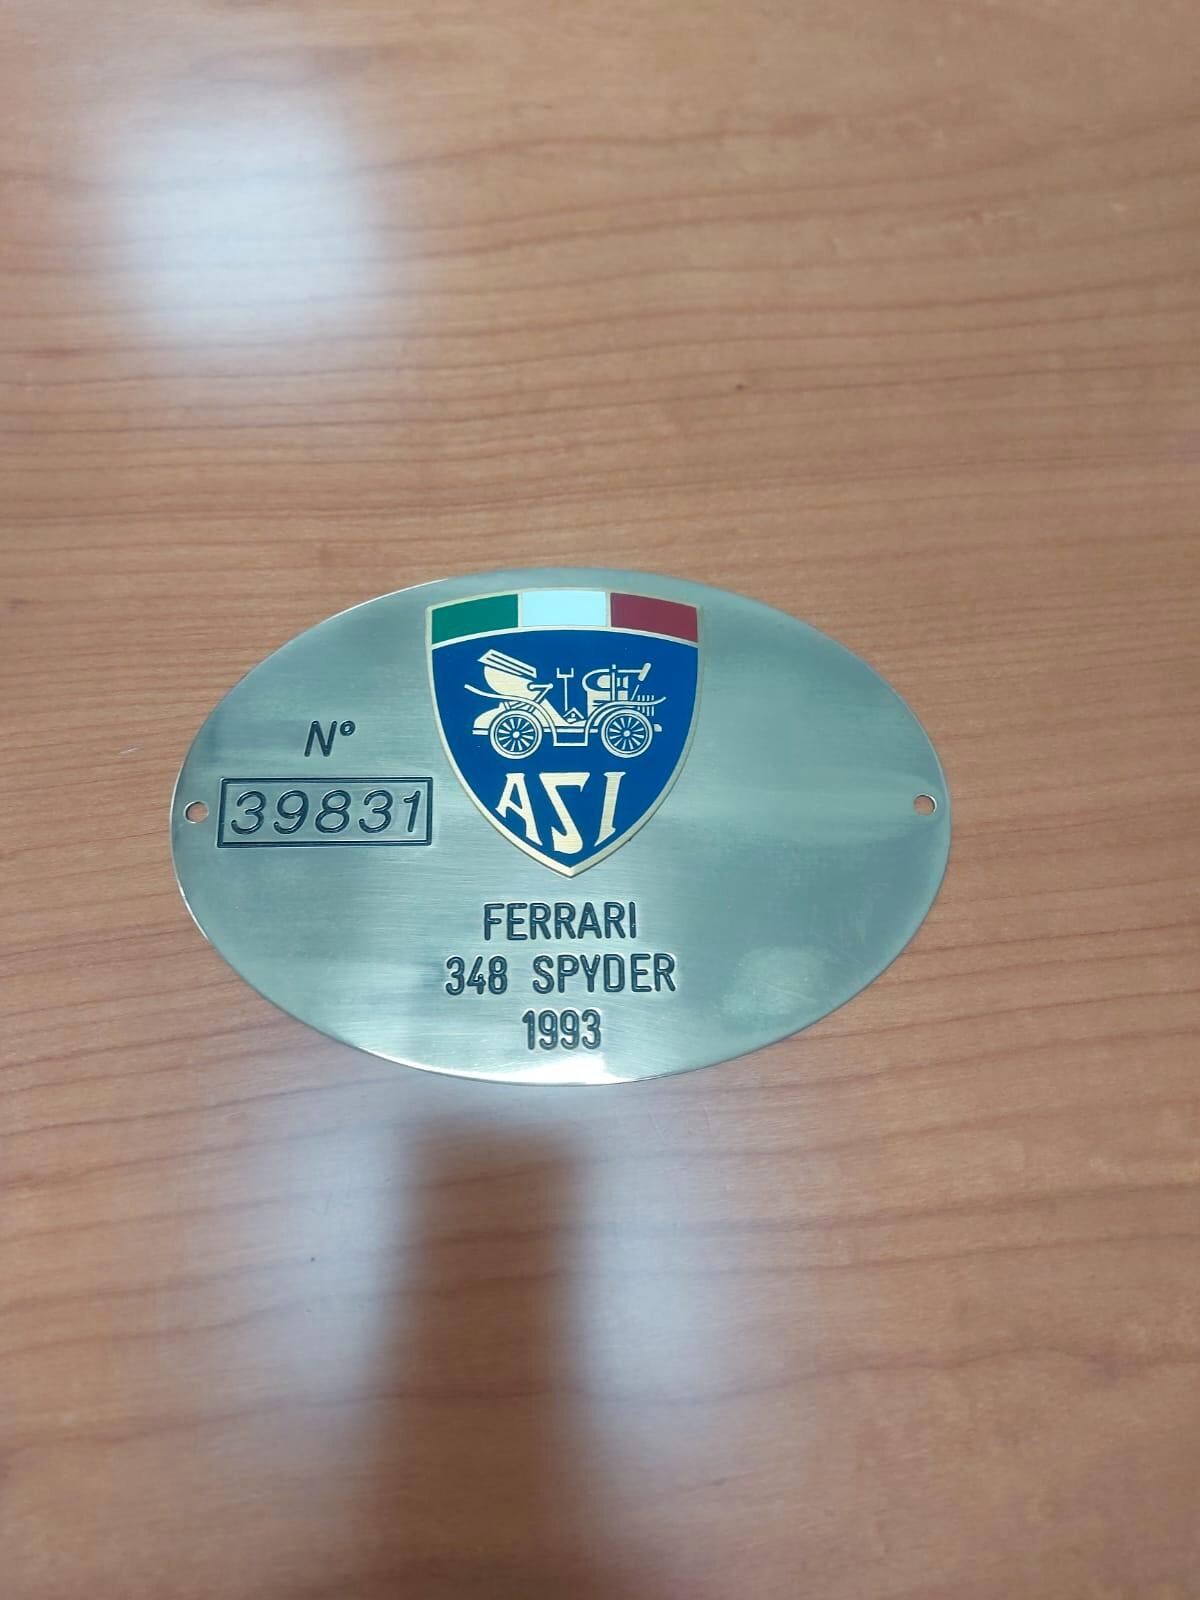 N°
39831
ASI
FERRARI
348 SPYDER
1993